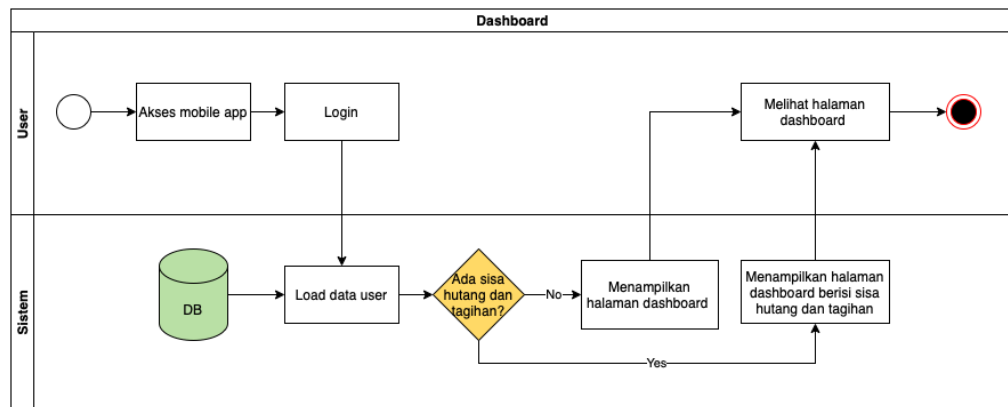 Dashboard
User
Akses mobile app
Login
Melihat halaman
dashboard
Sistem
DB
Load data user
Ada sisa
hutang dan
tagihan?
No
Menampilkan
halaman dashboard
Menampilkan halaman
dashboard berisi sisa
hutang dan tagihan
Yes